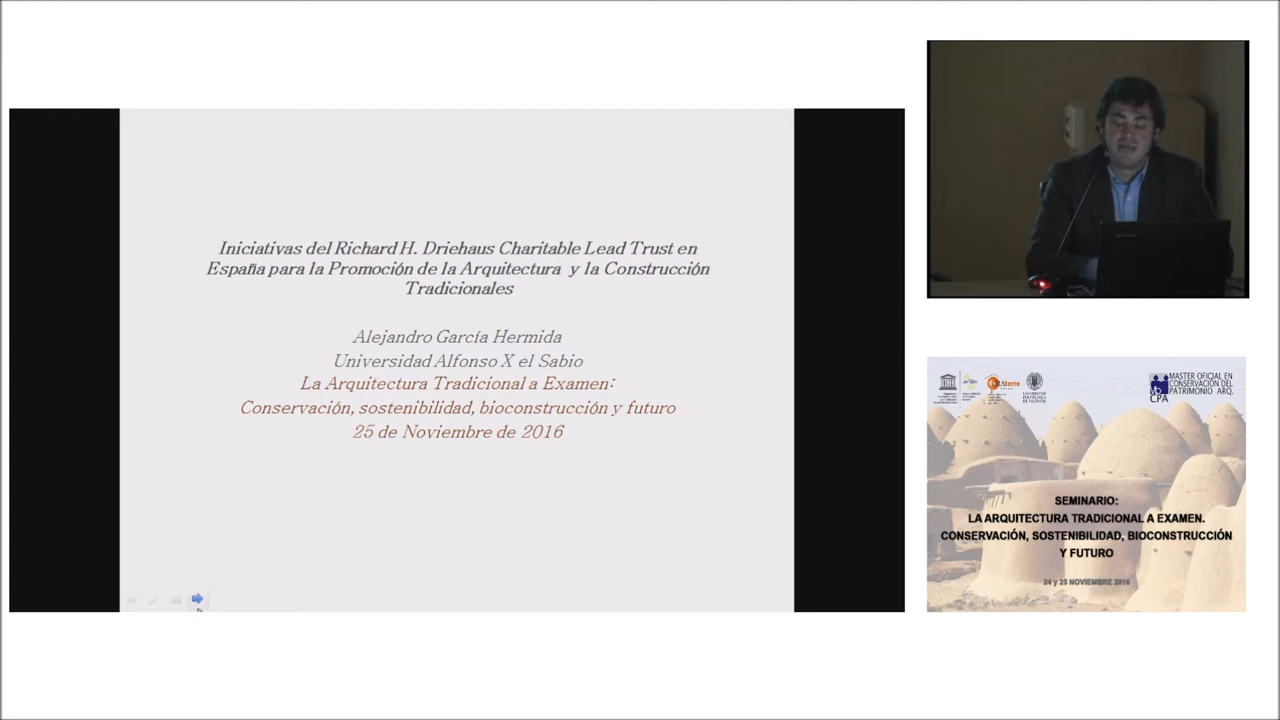 Iniciativas del Richard H. Driehaus Charitable Lead Trust en
España para la Promoción de la Arquitectura y la Construcción
Tradicionales
Alejandro García Hermida
Universidad Alfonso X el Sabio
La Arquitectura Tradicional a Examen:
Conservación, sostenibilidad, bioconstrucción y futuro
25 de Noviembre de 2016
MASTER OFICIAL EN
CONSERVACIÓN DEL
PATRIMONIO ARQ.
CPA
SEMINARIO:
LA ARQUITECTURA TRADICIONAL A EXAMEN.
CONSERVACIÓN, SOSTENIBILIDAD, BIOCONSTRUCCIÓN
Y FUTURO
24 y 25 NOVIEMBRE 2016